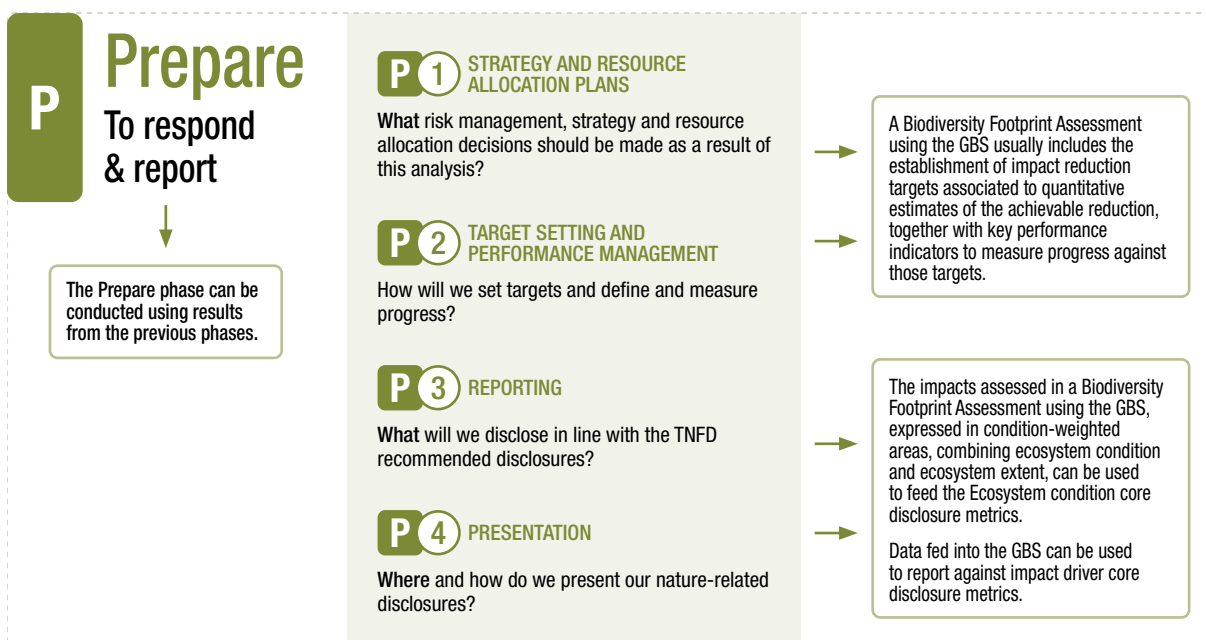 P
Prepare
To respond
& report
The Prepare phase can be
conducted using results
from the previous phases.
P 1 STRATEGY AND RESOURCE
ALLOCATION PLANS
What risk management, strategy and resource
allocation decisions should be made as a result of
this analysis?
P 2 TARGET SETTING AND
PERFORMANCE MANAGEMENT
How will we set targets and define and measure
progress?
P 3 REPORTING
What will we disclose in line with the TNFD
recommended disclosures?
P 4 PRESENTATION
Where and how do we present our nature-related
disclosures?
A Biodiversity Footprint Assessment
using the GBS usually includes the
establishment of impact reduction
targets associated to quantitative
estimates of the achievable reduction,
together with key performance
indicators to measure progress against
those targets.
The impacts assessed in a Biodiversity
Footprint Assessment using the GBS,
expressed in condition-weighted
areas, combining ecosystem condition
and ecosystem extent, can be used
to feed the Ecosystem condition core
disclosure metrics.
Data fed into the GBS can be used
to report against impact driver core
disclosure metrics.